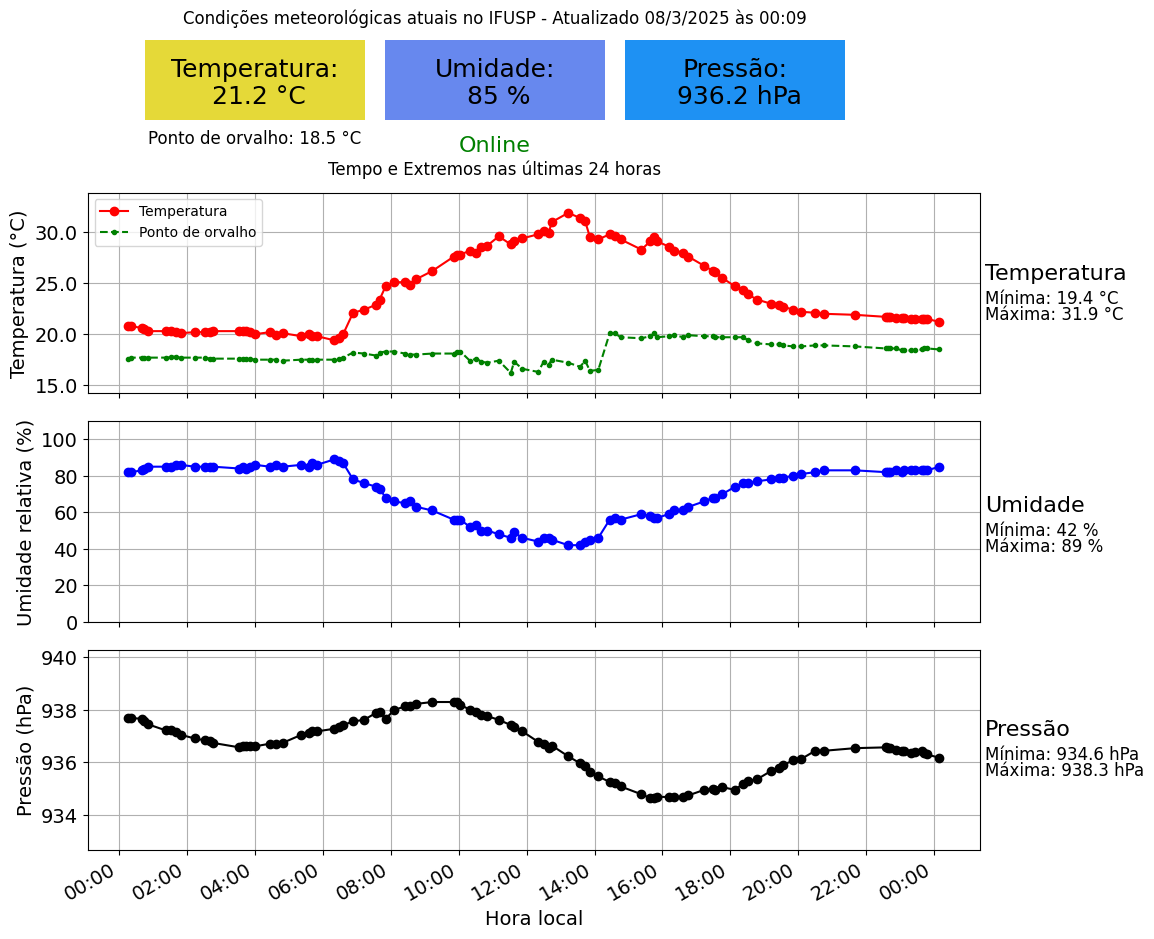 Condições meteorológicas atuais no IFUSP - Atualizado 08/3/2025 às 00:09
Temperatura:
21.2 °C
Umidade:
85 %
Pressão:
936.2 hPa
Ponto de orvalho: 18.5 °C
Online
Tempo e Extremos nas últimas 24 horas
Temperatura (°C)
30.0
25.0
20.0
15.0
Temperatura
Ponto de orvalho
Temperatura
Mínima: 19.4 °C
Máxima: 31.9 °C
Umidade relativa (%)
100
80
60
40
20
0
Umidade
Mínima: 42 %
Máxima: 89 %
Pressão (hPa)
940
938
936
934
Pressão
Mínima: 934.6 hPa
Máxima: 938.3 hPa
00:00 02:00 04:00 06:00 08:00 10:00 12:00 14:00 16:00 18:00 20:00 22:00 00:00
Hora local